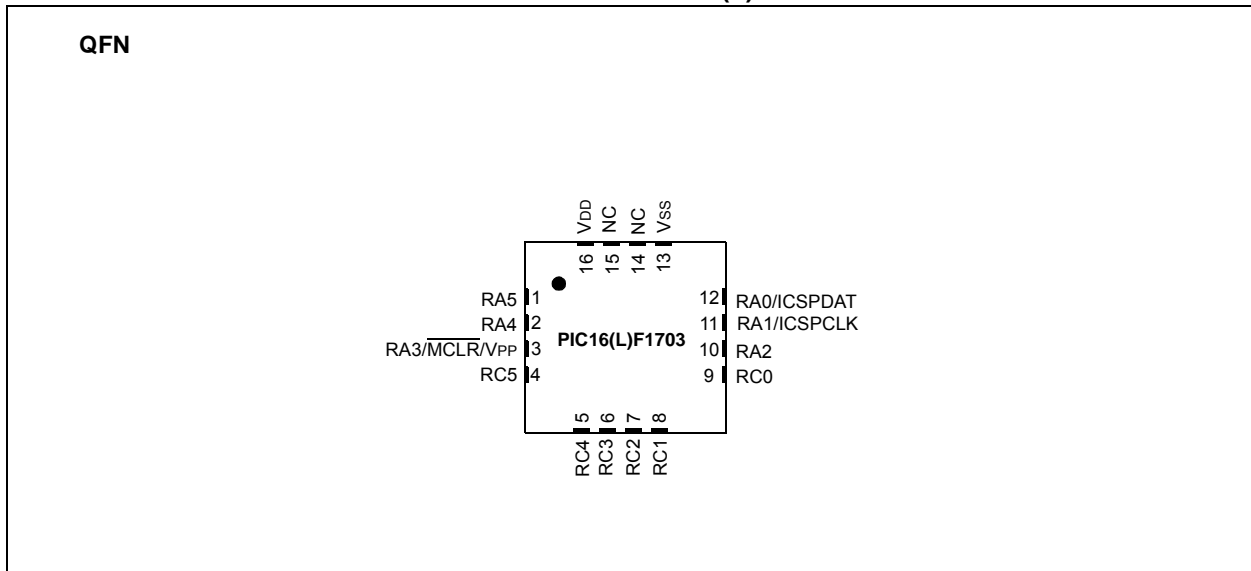 QFN
VDD
NC
NC
VSS
16
15
14
13
RA5 1
RA4 2
RA3/MCLR/VPP 3
RC5 4
PIC16(L)F1703
12 RA0/ICSPDAT
11 RA1/ICSPCLK
10 RA2
9 RC0
5
6
7
8
RC4
RC3
RC2
RC1